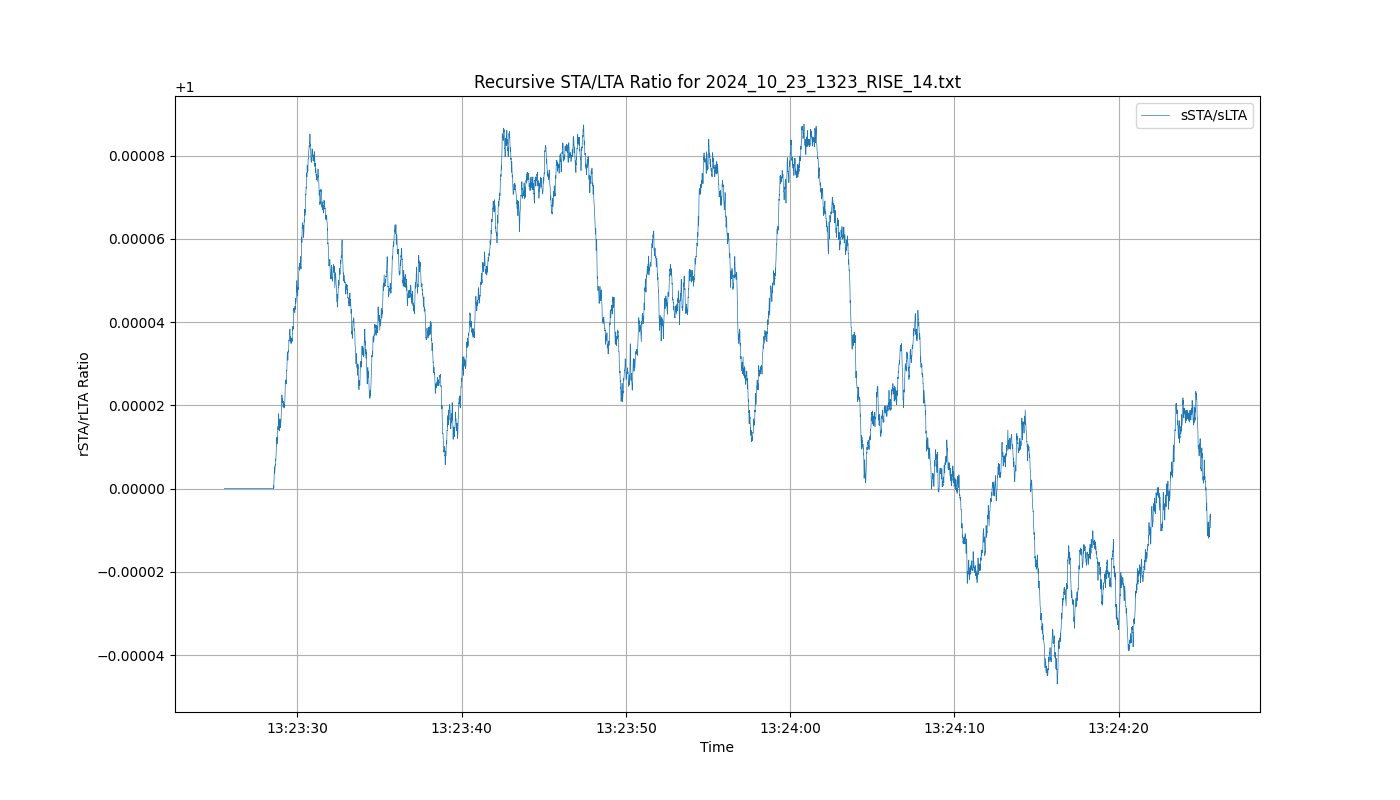 Recursive STA/LTA Ratio for 2024_10_23_1323_RISE_14.txt
+1
sSTA/sLTA
0.00008
0.00006
0.00004
0.00002
0.00000
−0.00002
−0.00004
rSTA/rLTA Ratio
13:23:30 13:23:40 13:23:50 13:24:00 13:24:10 13:24:20
Time